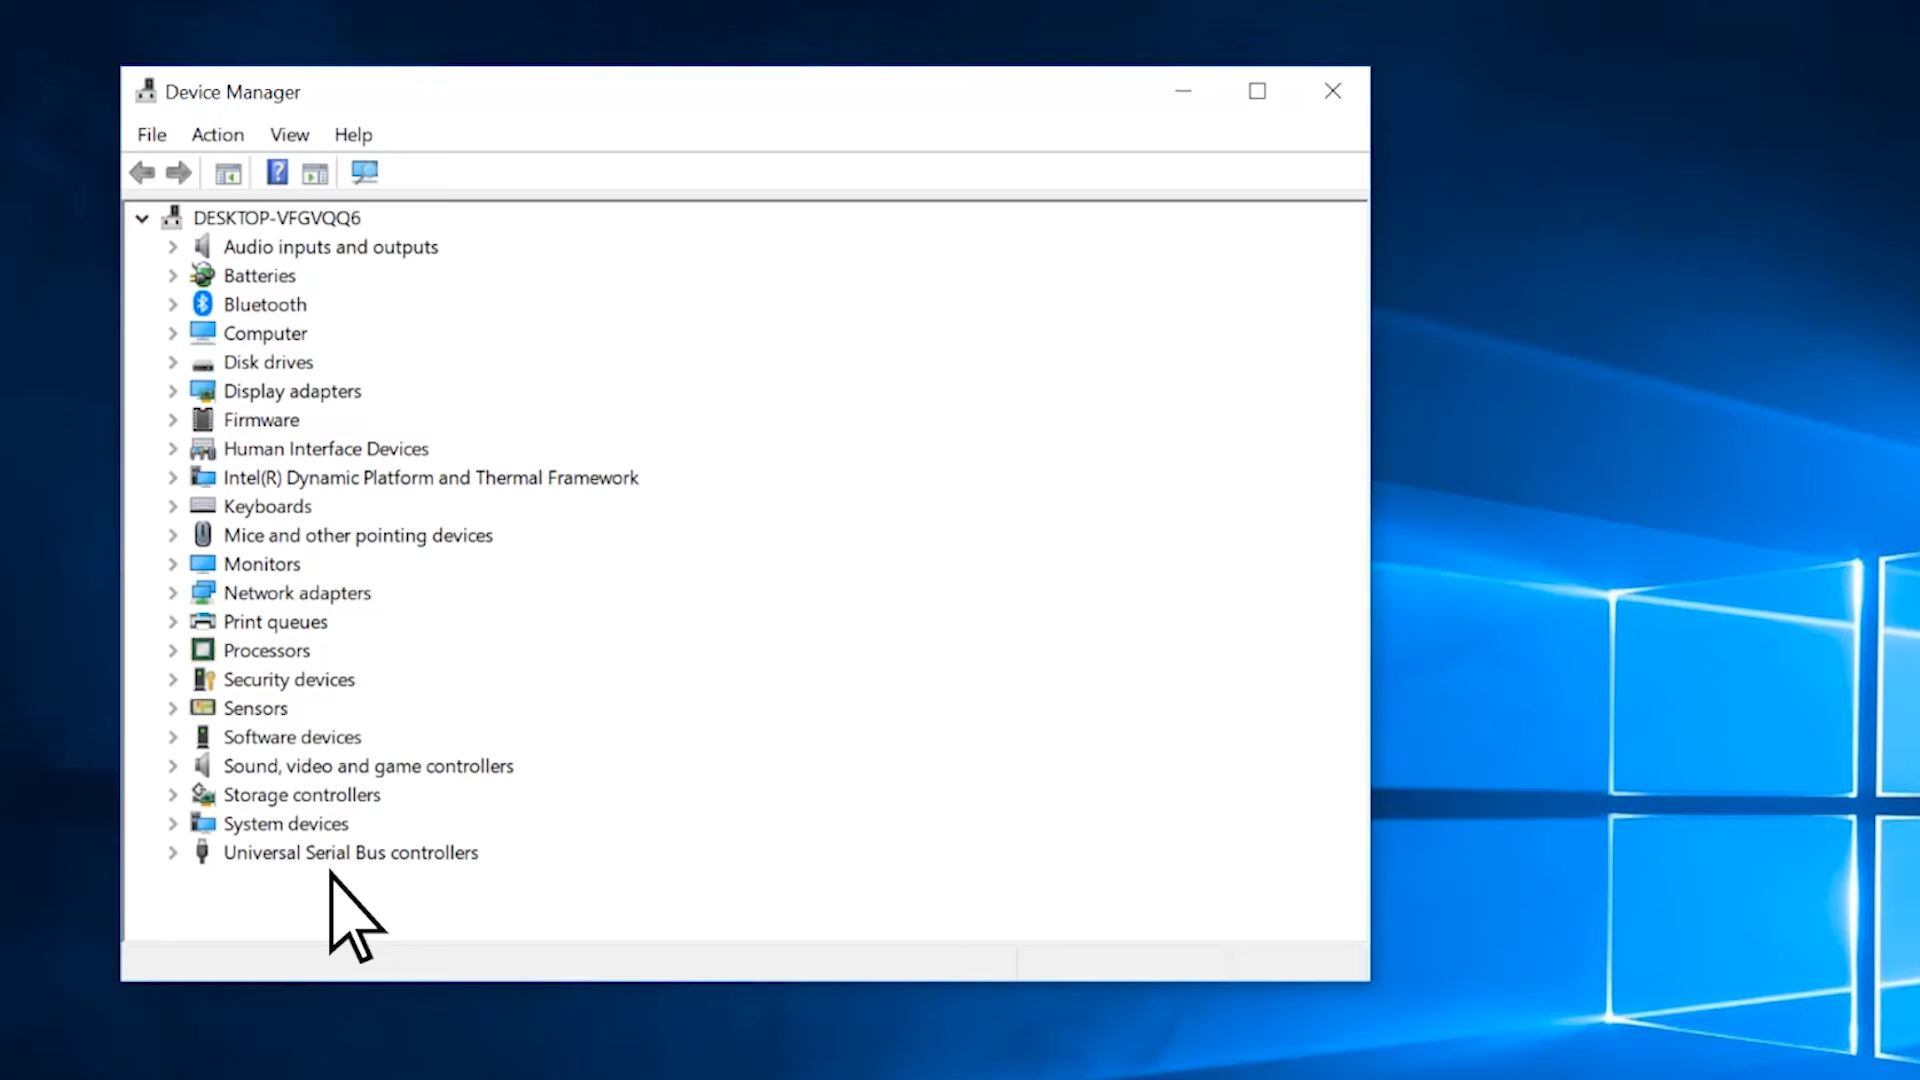 Device Manager
File Action View Help
DESKTOP-VFGVQQ6
Audio inputs and outputs
Batteries
Bluetooth
Computer
Disk drives
Display adapters
Firmware
Human Interface Devices
Intel(R) Dynamic Platform and Thermal Framework
Keyboards
Mice and other pointing devices
Monitors
Network adapters
Print queues
Processors
Security devices
Sensors
Software devices
Sound, video and game controllers
Storage controllers
System devices
Universal Serial Bus controllers